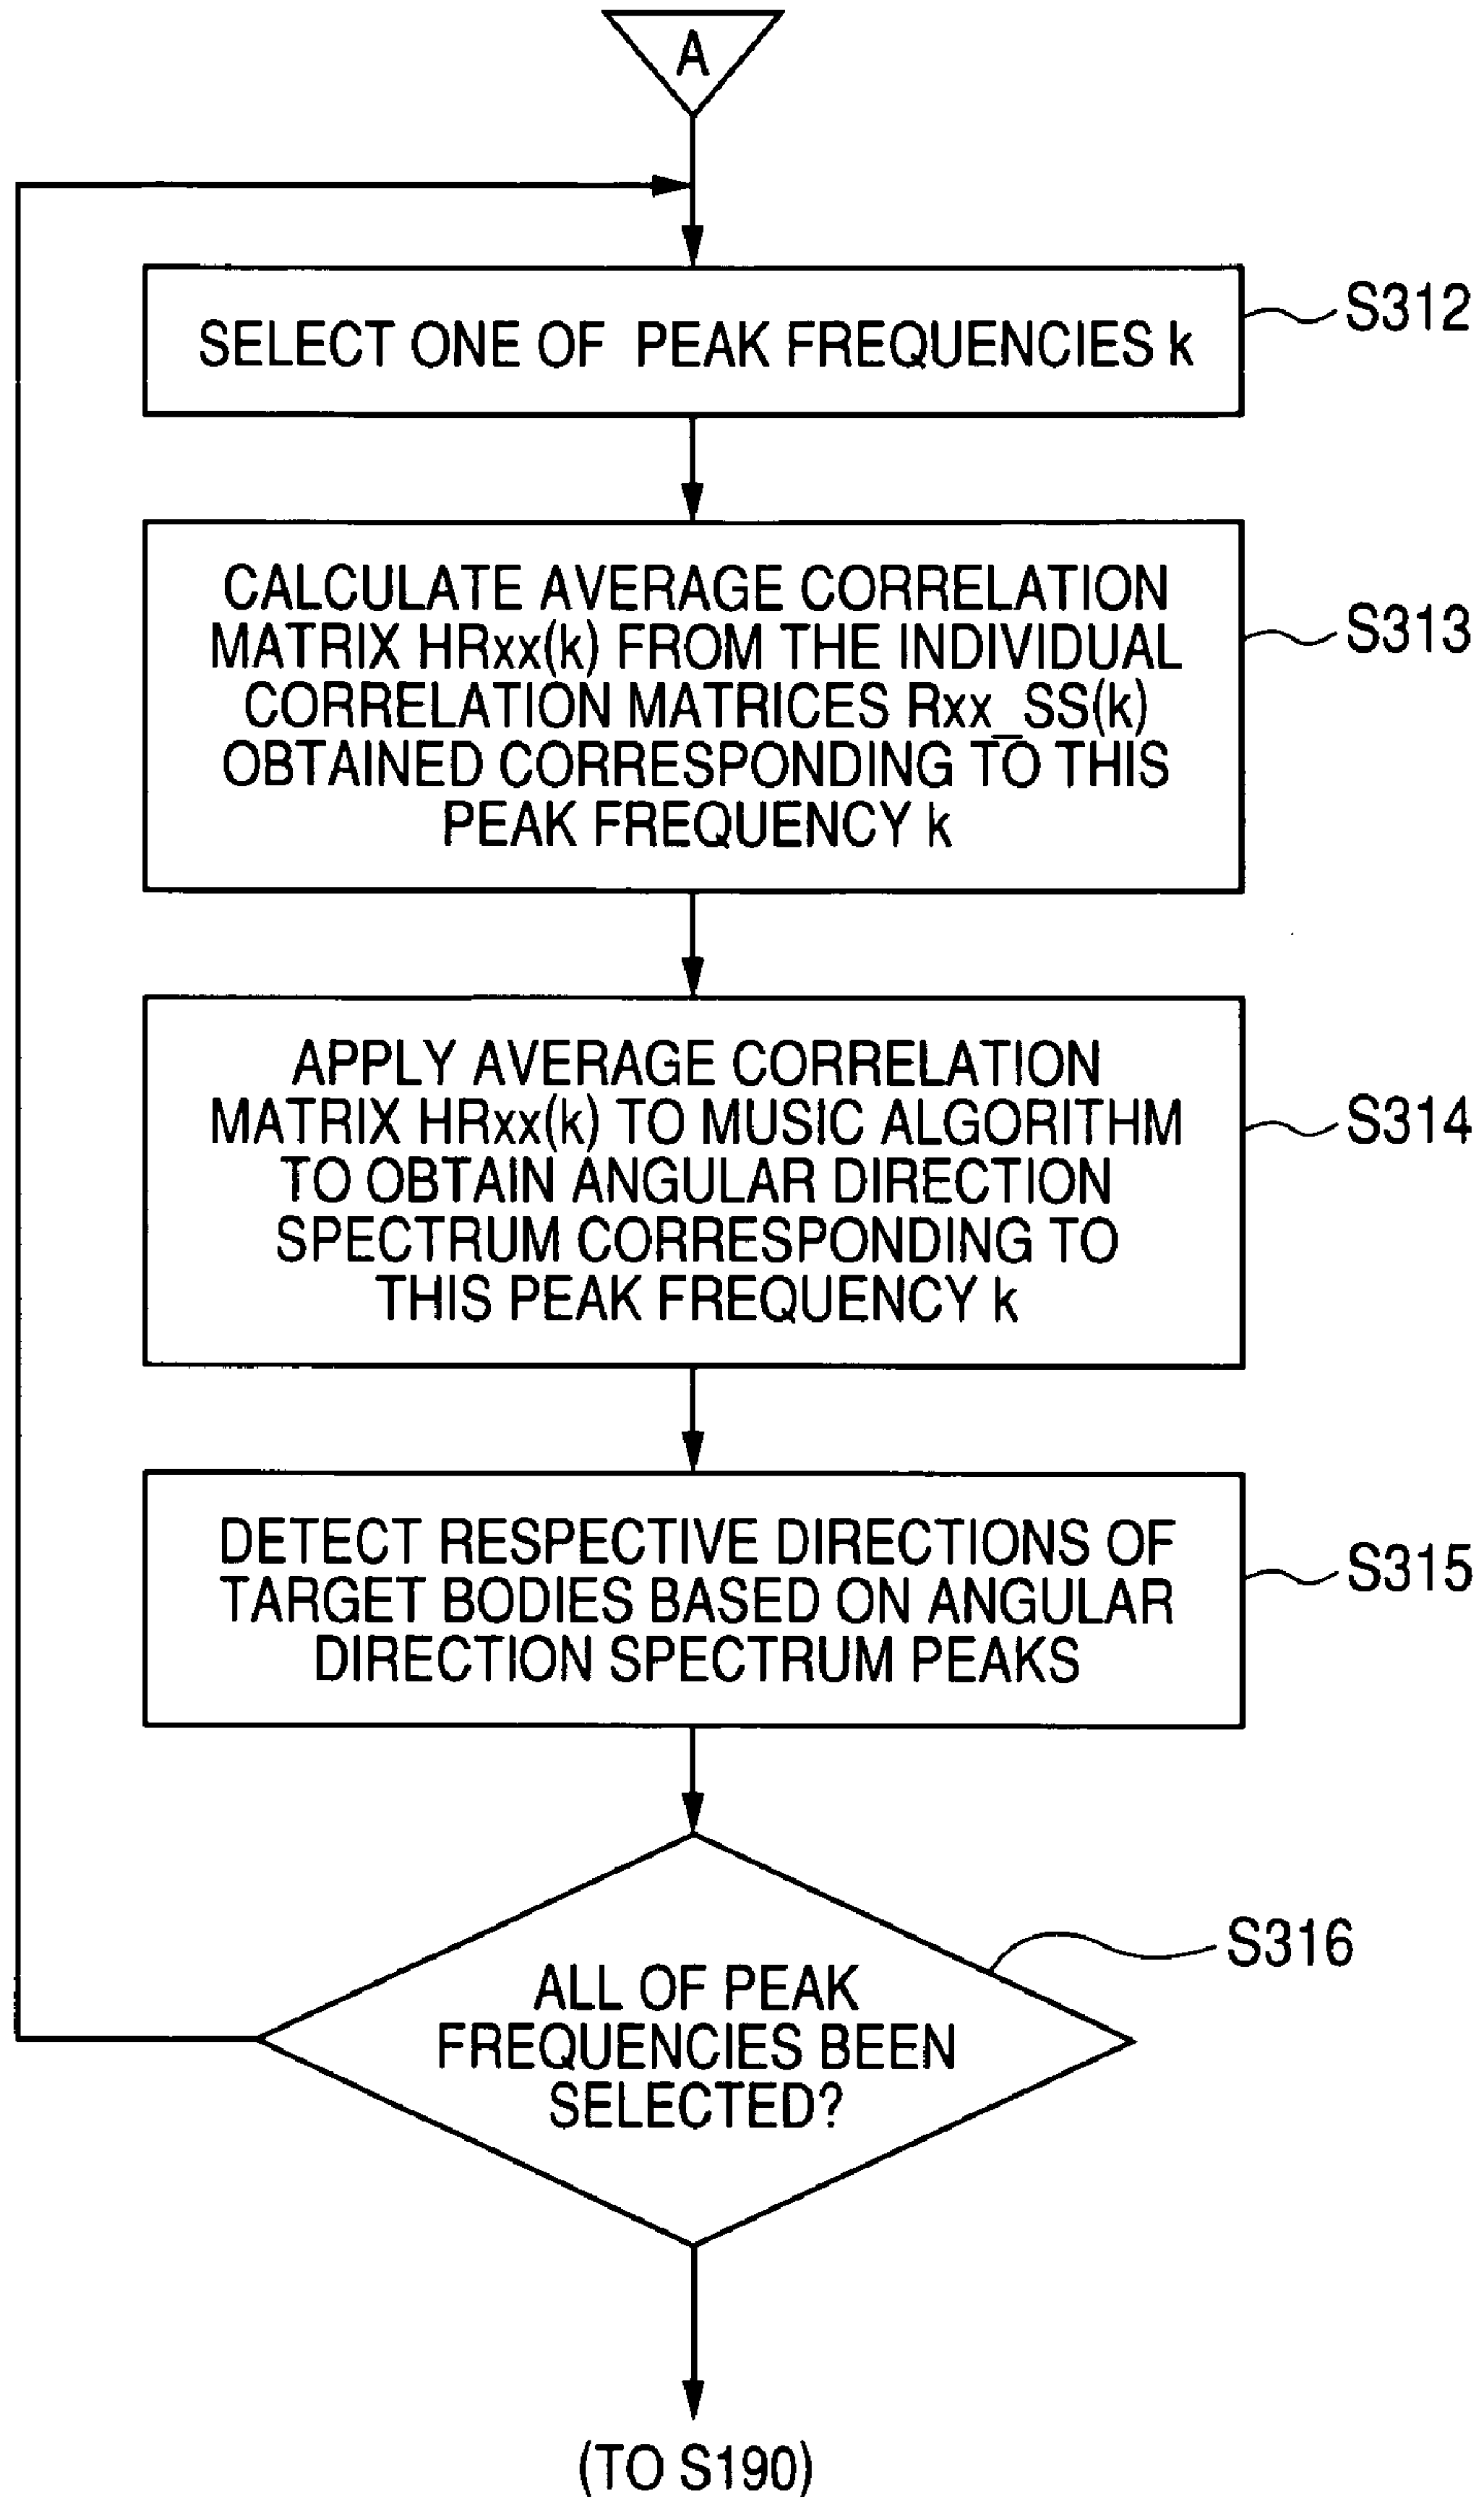 A
SELECT ONE OF PEAK FREQUENCIES k
S312
CALCULATE AVERAGE CORRELATION
MATRIX HRxx(k) FROM THE INDIVIDUAL
CORRELATION MATRICES Rxx_SS(k)
OBTAINED CORRESPONDING TO THIS
PEAK FREQUENCY k
S313
APPLY AVERAGE CORRELATION
MATRIX HRxx(k) TO MUSIC ALGORITHM
TO OBTAIN ANGULAR DIRECTION
SPECTRUM CORRESPONDING TO
THIS PEAK FREQUENCY k
S314
DETECT RESPECTIVE DIRECTIONS OF
TARGET BODIES BASED ON ANGULAR
DIRECTION SPECTRUM PEAKS
S315
ALL OF PEAK
FREQUENCIES BEEN
SELECTED?
S316
(TO S190)